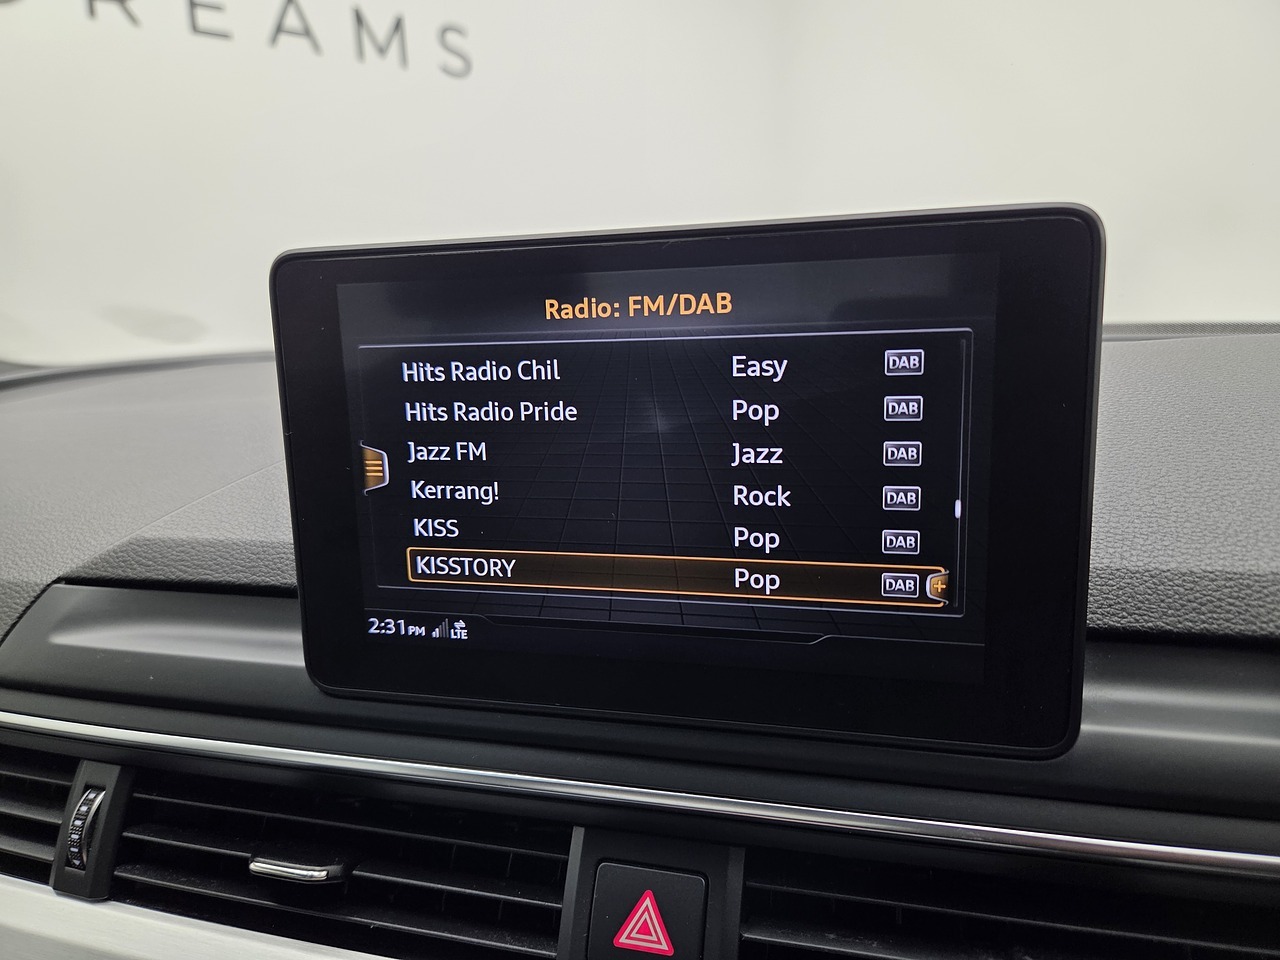 REAMS
Radio: FM/DAB
Hits Radio Chil Easy DAB
Hits Radio Pride Pop DAB
Jazz FM Jazz DAB
Kerrang! Rock DAB
KISS Pop DAB
KISSTORY Pop DAB +
2:31PM LTE